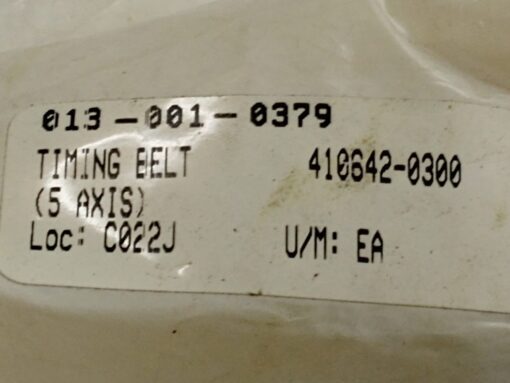 013-001-0379
TIMING BELT 410642-0300
(5 AXIS)
Loc: C022J U/M: EA